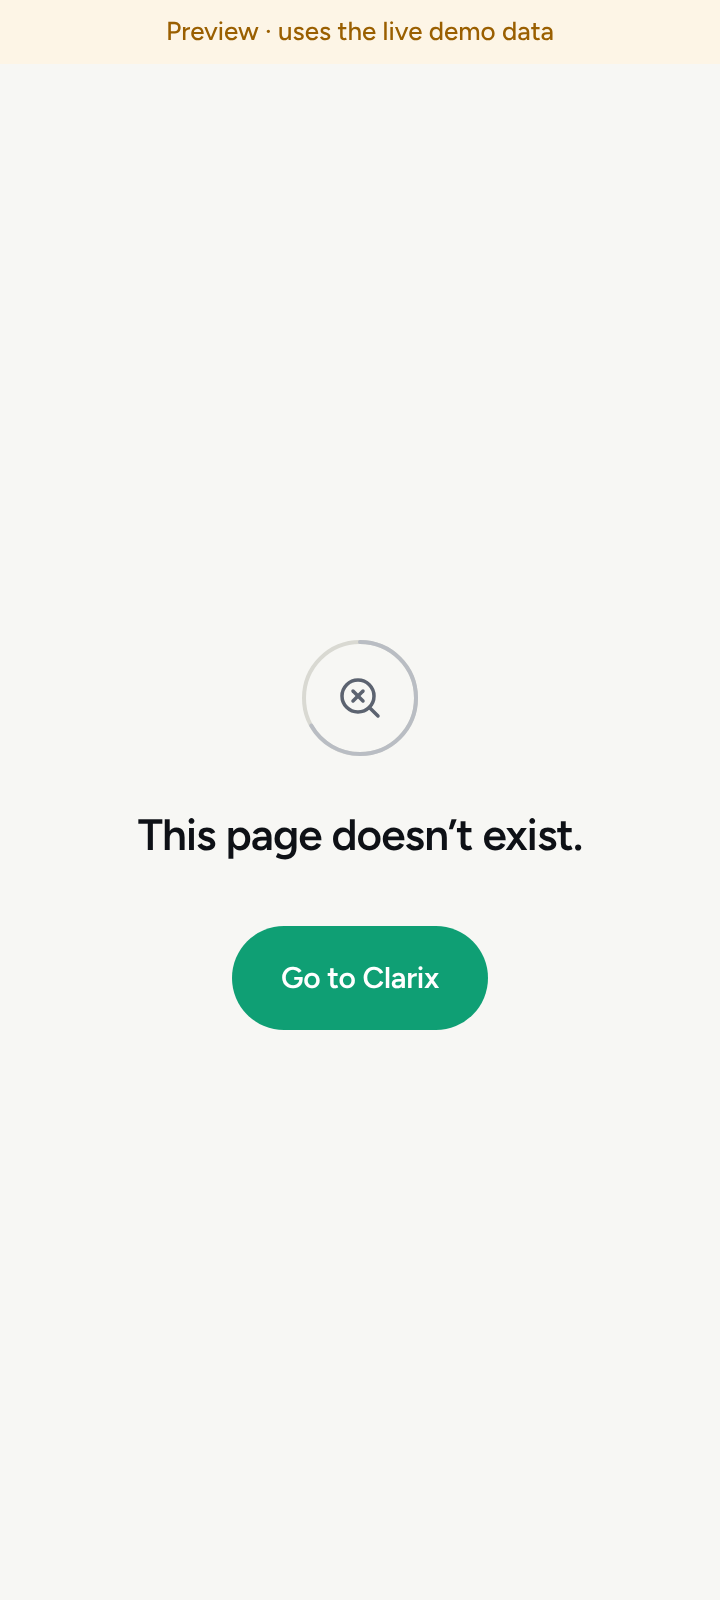 Preview · uses the live demo data
This page doesn’t exist.
Go to Clarix